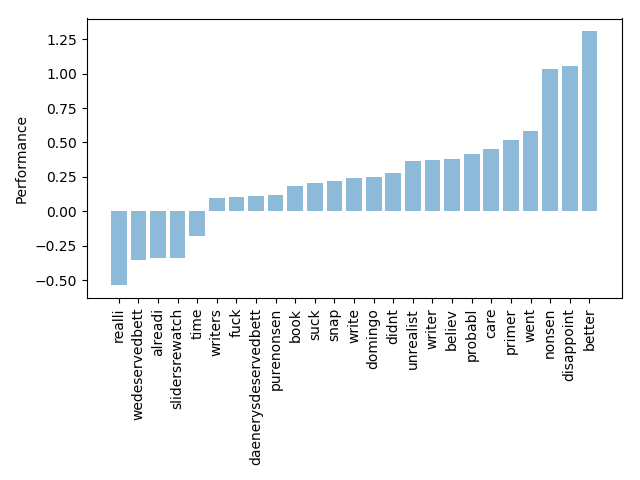 1.25
1.00
0.75
0.50
0.25
0.00
−0.25
−0.50
Performance
realli
wedeservedbett
alreadi
slidersrewatch
time
writers
fuck
daenerysdeservedbett
purenonsen
book
suck
snap
write
domingo
didnt
unrealist
writer
believ
probabl
care
primer
went
nonsen
disappoint
better